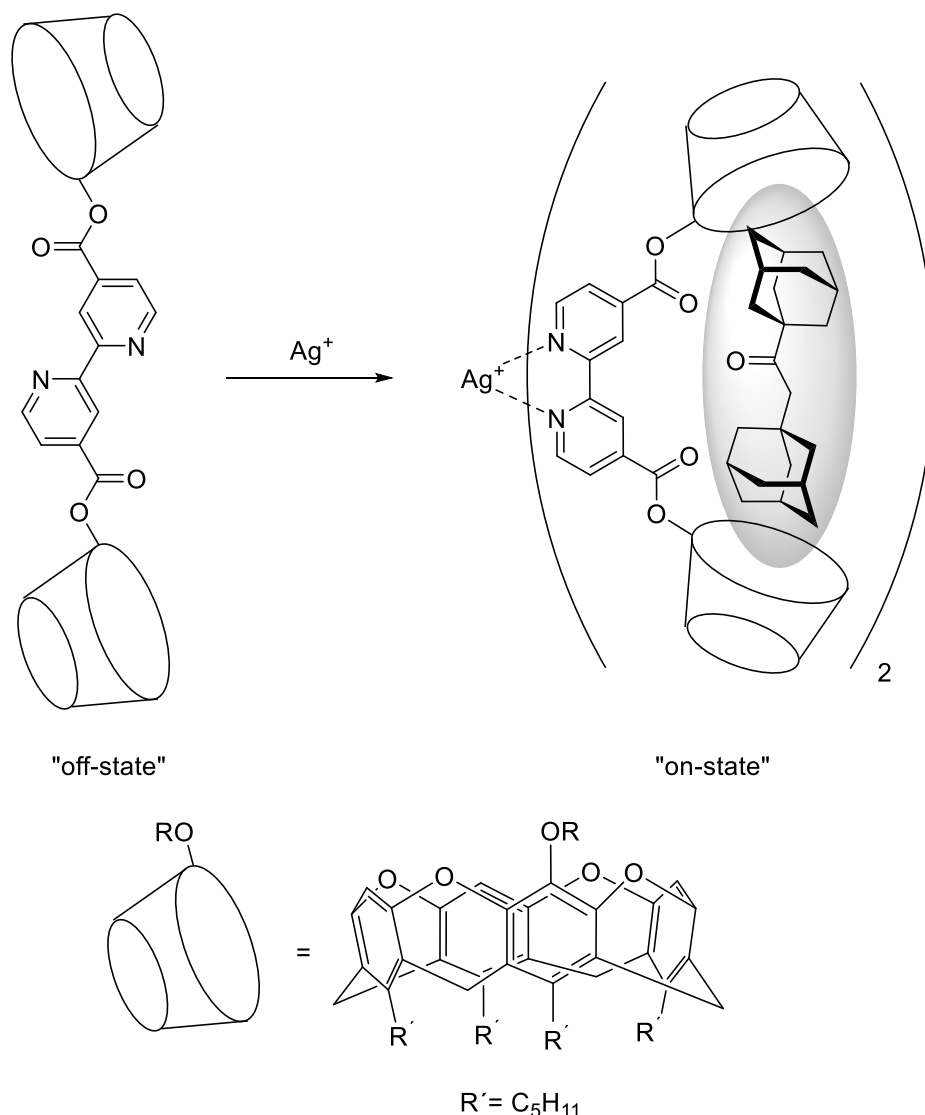 O
O
N
N
O
O
Ag⁺
Ag⁺
N
N
O
O
O
O
O
2
"off-state"
"on-state"
RO
=
OR
O
O
O
O
R´
R´
R´
R´
R´= C₅H₁₁